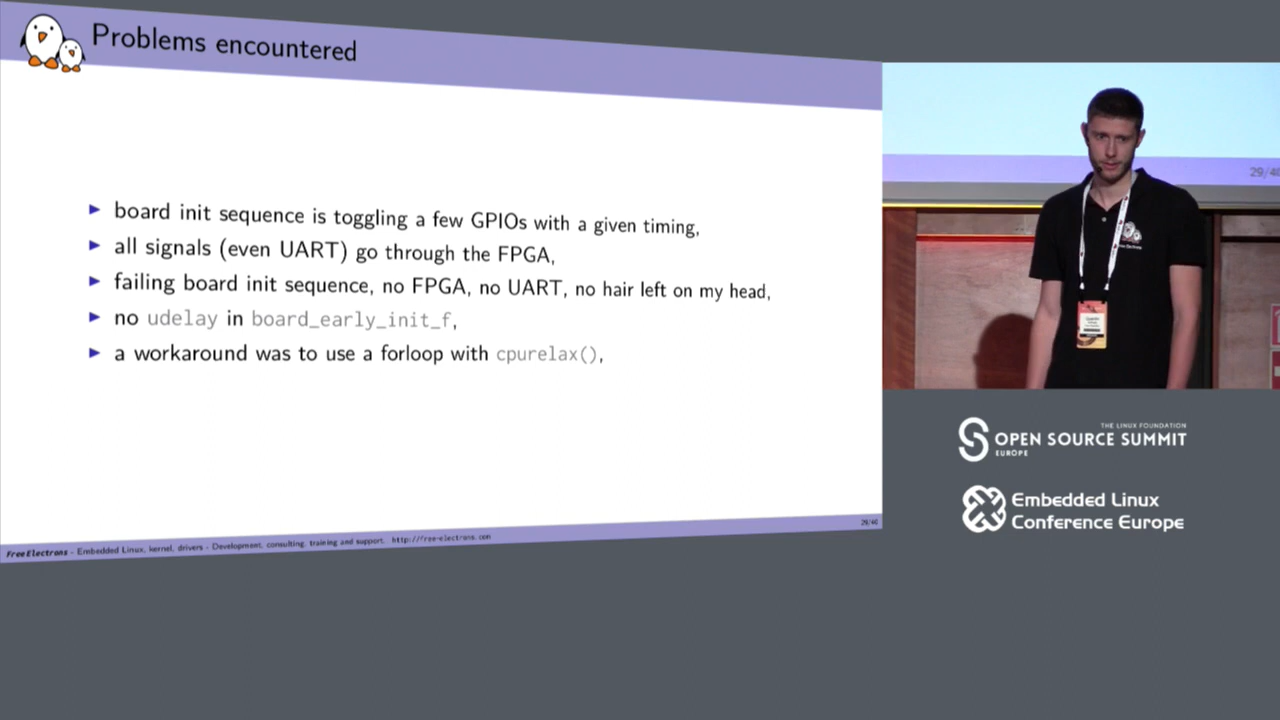 Problems encountered
board init sequence is toggling a few GPIOs with a given timing,
all signals (even UART) go through the FPGA,
failing board init sequence, no FPGA, no UART, no hair left on my head,
no udelay in board_early_init_f,
a workaround was to use a forloop with cpurelax(),
29/40
Free Electrons - Embedded Linux, kernel, drivers - Development, consulting, training and support. http://free-electrons.com
29/40
THE LINUX FOUNDATION
OPEN SOURCE SUMMIT
EUROPE
Embedded Linux
Conference Europe